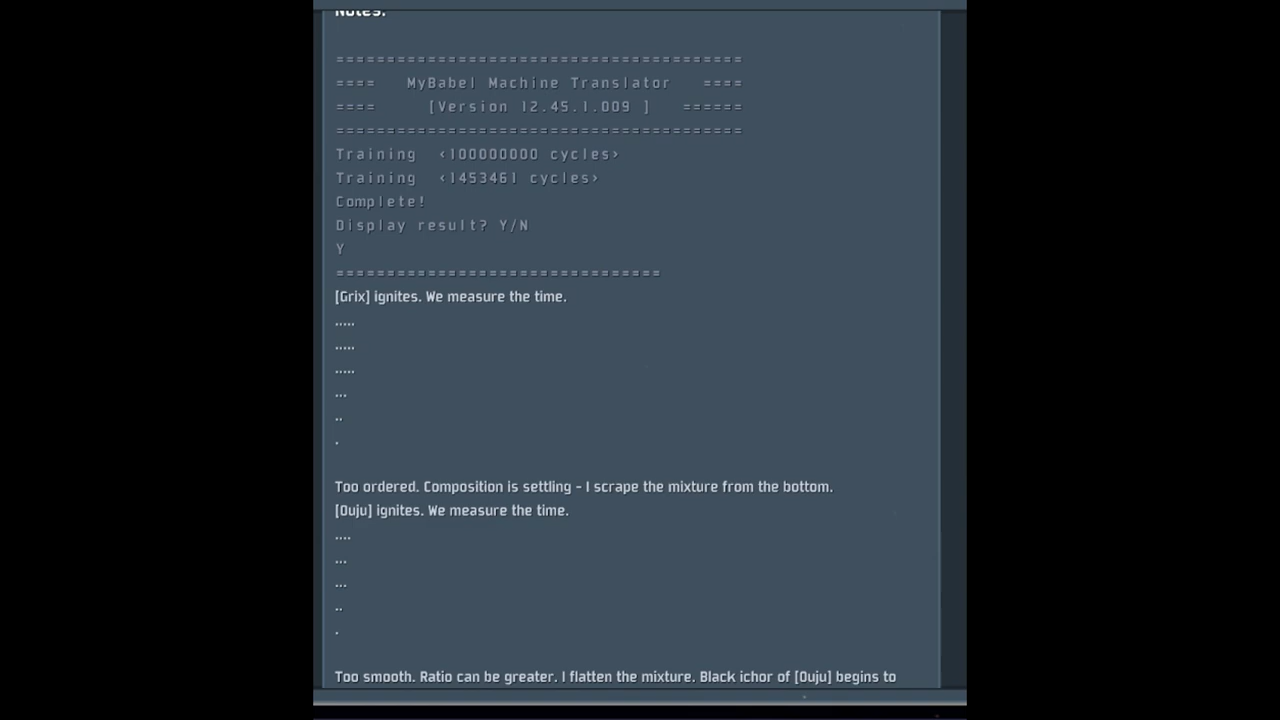 Notes:
========================================
====   MyBabel Machine Translator   ====
====     [Version 12.45.1.009 ]   ======
========================================
Training  <100000000 cycles>
Training  <1453461 cycles>
Complete!
Display result? Y/N
Y
================================
[Grix] ignites. We measure the time.
.....
.....
.....
...
..
.
Too ordered. Composition is settling - I scrape the mixture from the bottom.
[Ouju] ignites. We measure the time.
....
...
...
..
.
Too smooth. Ratio can be greater. I flatten the mixture. Black ichor of [Ouju] begins to